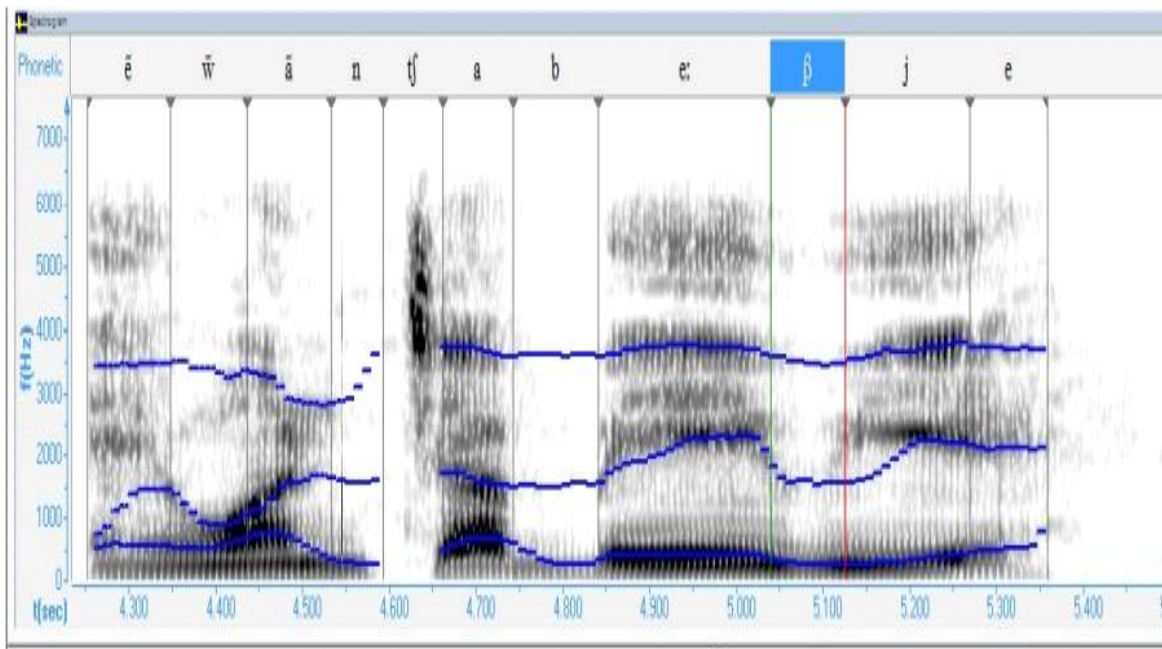 Spectrogram
Phonetic ẽ w̃ ã n tʃ a b eː β̞ j e
7000
6000
5000
4000
3000
2000
1000
0
f(Hz)
t(sec) 4.300 4.400 4.500 4.600 4.700 4.800 4.900 5.000 5.100 5.200 5.300 5.400